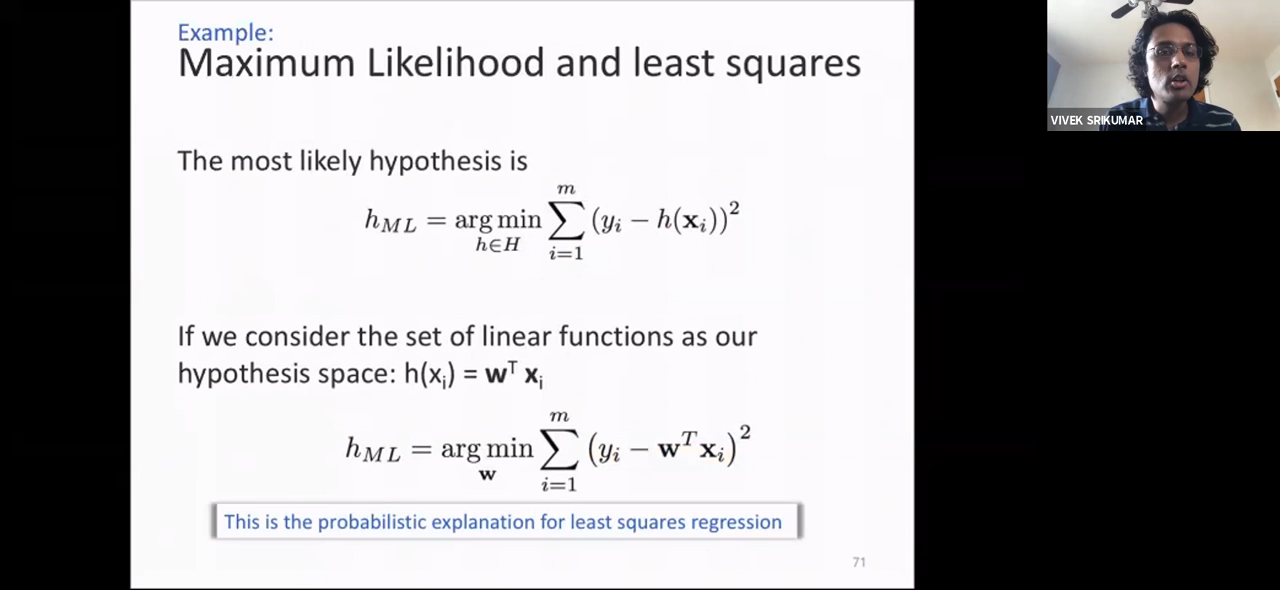 Example:
Maximum Likelihood and least squares
The most likely hypothesis is
h_{ML} = \arg\min_{h \in H} \sum_{i=1}^{m} (y_i - h(\mathbf{x}_i))^2
If we consider the set of linear functions as our
hypothesis space: h(x_i) = w^T x_i
h_{ML} = \arg\min_{\mathbf{w}} \sum_{i=1}^{m} (y_i - \mathbf{w}^T \mathbf{x}_i)^2
This is the probabilistic explanation for least squares regression
71
VIVEK SRIKUMAR